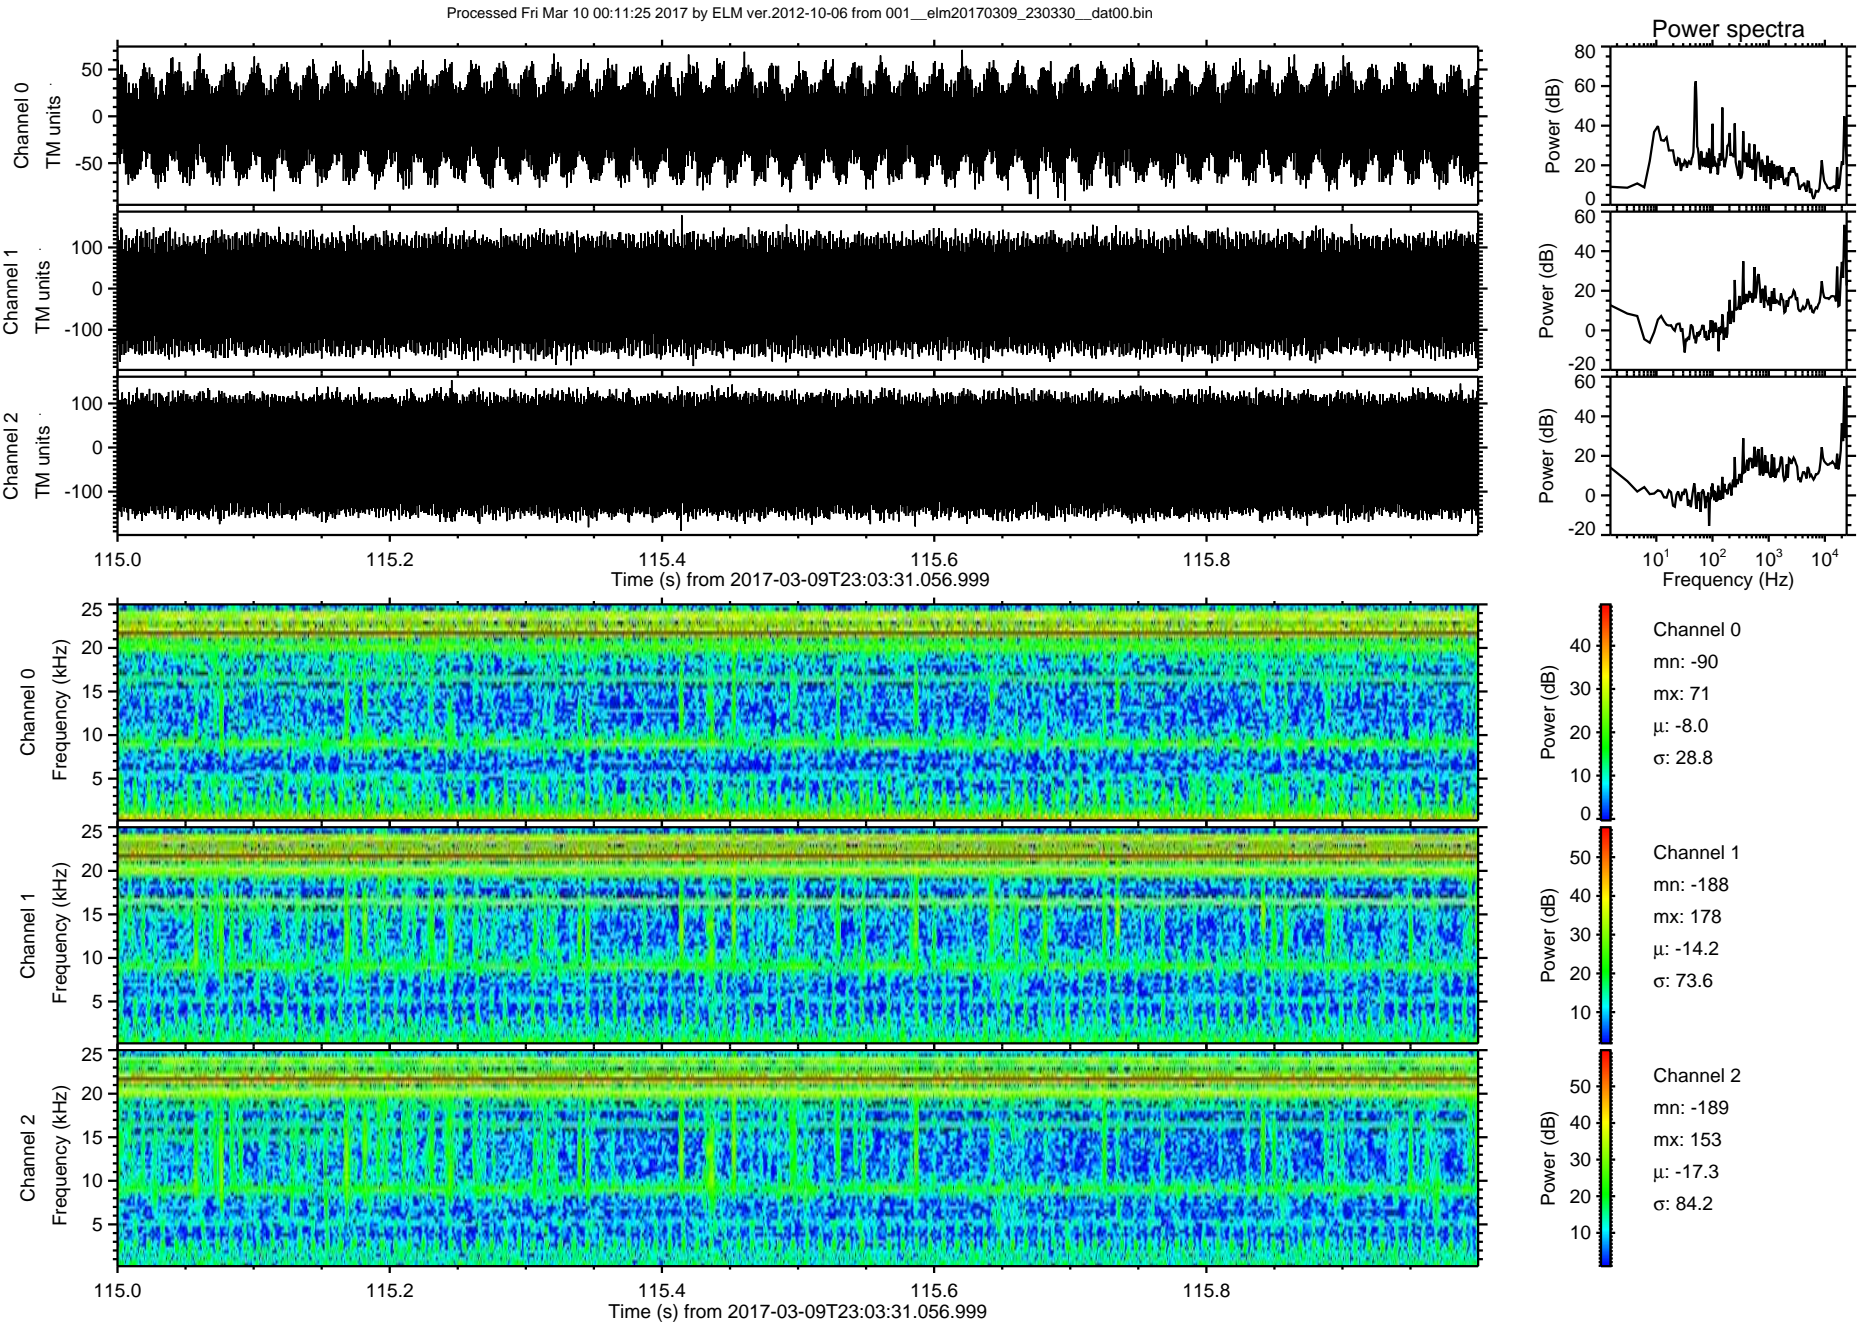 Processed Fri Mar 10 00:11:25 2017 by ELM ver.2012-10-06 from 001__elm20170309_230330__dat00.bin
Power spectra
Channel 0
TM units
50
0
-50
Power (dB)
80
60
40
20
0
Channel 1
TM units
100
0
-100
Power (dB)
60
40
20
0
-20
Channel 2
TM units
100
0
-100
Power (dB)
60
40
20
0
-20
115.0 115.2 115.4 115.6 115.8
Time (s) from 2017-03-09T23:03:31.056.999
10¹ 10² 10³ 10⁴
Frequency (Hz)
Channel 0
Frequency (kHz)
25
20
15
10
5
Power (dB)
40
30
20
10
0
Channel 0
mn: -90
mx: 71
μ: -8.0
σ: 28.8
Channel 1
Frequency (kHz)
25
20
15
10
5
Power (dB)
50
40
30
20
10
Channel 1
mn: -188
mx: 178
μ: -14.2
σ: 73.6
Channel 2
Frequency (kHz)
25
20
15
10
5
Power (dB)
50
40
30
20
10
Channel 2
mn: -189
mx: 153
μ: -17.3
σ: 84.2
115.0 115.2 115.4 115.6 115.8
Time (s) from 2017-03-09T23:03:31.056.999